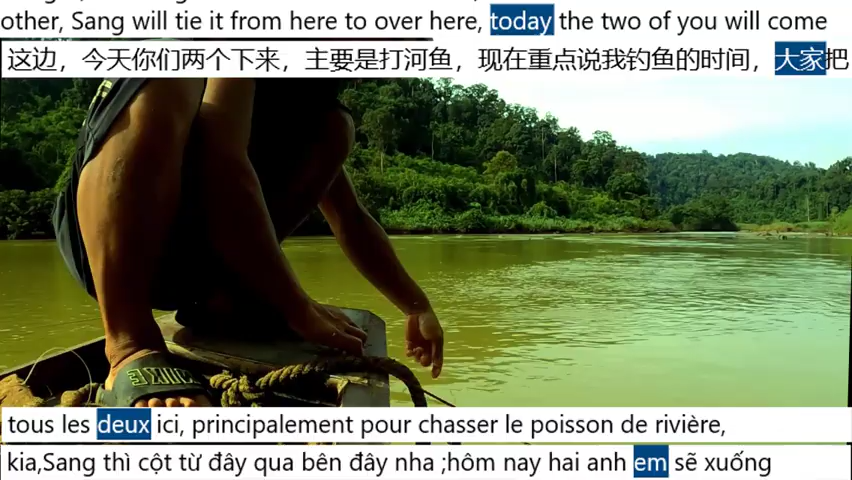 other, Sang will tie it from here to over here, today the two of you will come
这边，今天你们两个下来，主要是打河鱼，现在重点说我钓鱼的时间，大家把
tous les deux ici, principalement pour chasser le poisson de rivière,
kia,Sang thì cột từ đây qua bên đây nha ;hôm nay hai anh em sẽ xuống